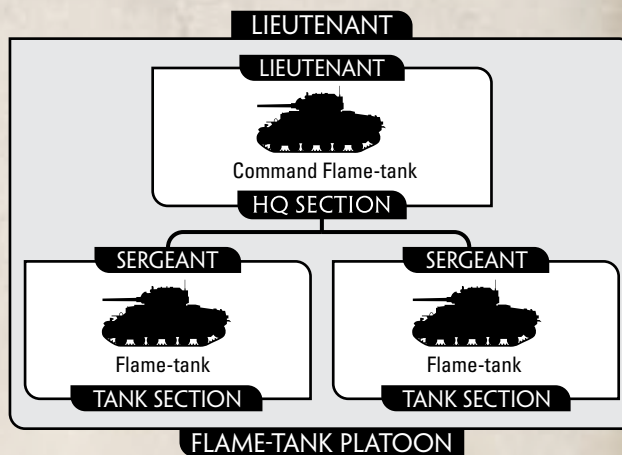 LIEUTENANT
LIEUTENANT
Command Flame-tank
HQ SECTION
SERGEANT
Flame-tank
TANK SECTION
SERGEANT
Flame-tank
TANK SECTION
FLAME-TANK PLATOON